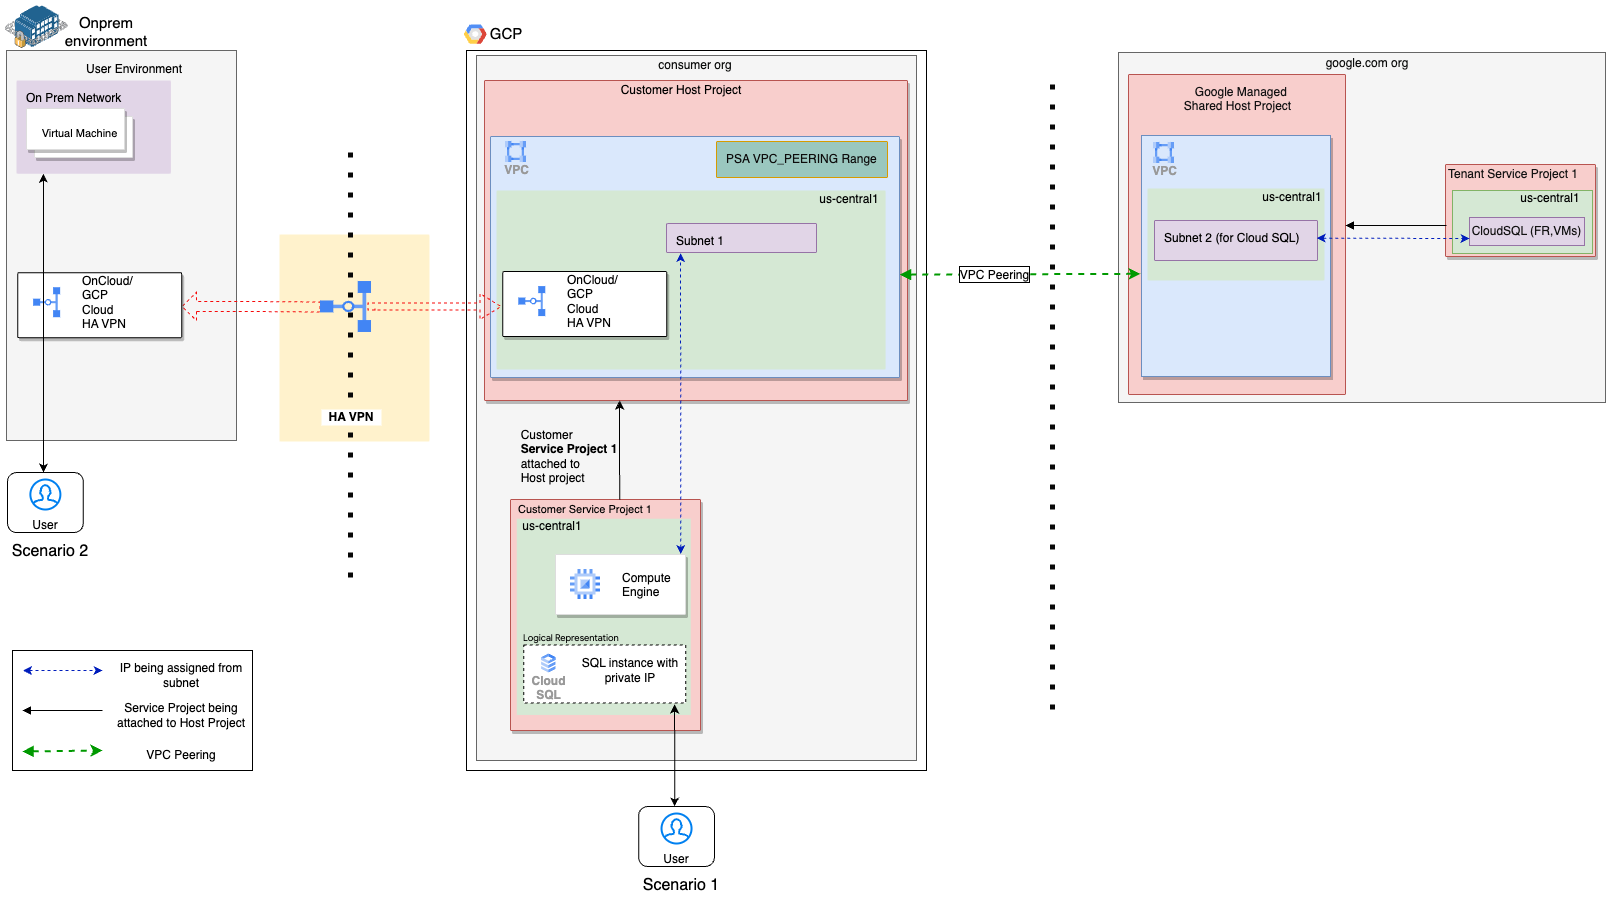 Onprem
environment
User Environment
On Prem Network
Virtual Machine
OnCloud/
GCP
Cloud
HA VPN
User
Scenario 2
HA VPN
GCP
consumer org
Customer Host Project
VPC
PSA VPC_PEERING Range
us-central1
Subnet 1
OnCloud/
GCP
Cloud
HA VPN
Customer
Service Project 1
attached to
Host project
Customer Service Project 1
us-central1
Compute
Engine
Logical Representation
Cloud
SQL
SQL instance with
private IP
User
Scenario 1
VPC Peering
google.com org
Google Managed
Shared Host Project
VPC
us-central1
Subnet 2 (for Cloud SQL)
Tenant Service Project 1
us-central1
CloudSQL (FR,VMs)
IP being assigned from
subnet
Service Project being
attached to Host Project
VPC Peering